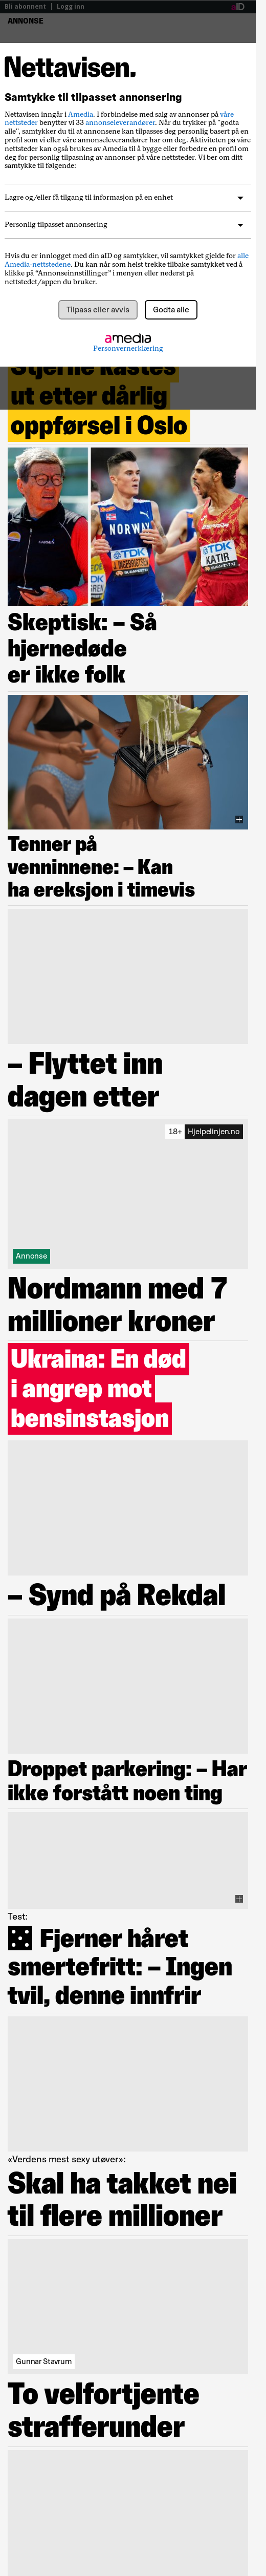 Bli abonnent | Logg inn
aID
ANNONSE
Nettavisen.
Samtykke til tilpasset annonsering
Nettavisen inngår i Amedia. I forbindelse med salg av annonser på våre
nettsteder benytter vi 33 annonseleverandører. Når du trykker på "godta
alle", samtykker du til at annonsene kan tilpasses deg personlig basert på en
profil som vi eller våre annonseleverandører har om deg. Aktiviteten på våre
nettsteder kan også brukes av Amedia til å bygge eller forbedre en profil om
deg for personlig tilpasning av annonser på våre nettsteder. Vi ber om ditt
samtykke til følgende:
Lagre og/eller få tilgang til informasjon på en enhet
Personlig tilpasset annonsering
Hvis du er innlogget med din aID og samtykker, vil samtykket gjelde for alle
Amedia-nettstedene. Du kan når som helst trekke tilbake samtykket ved å
klikke på “Annonseinnstillinger” i menyen eller nederst på
nettstedet/appen du bruker.
Tilpass eller avvis
Godta alle
amedia
Personvernerklæring
Stjerne kastes
ut etter dårlig
oppførsel i Oslo
GARMIN
NORWAY
TDK
INGEBRIGTSEN
TDK
KATIR
Skeptisk: – Så
hjernedøde
er ikke folk
Tenner på
venninnene: – Kan
ha ereksjon i timevis
– Flyttet inn
dagen etter
18+ Hjelpelinjen.no
Annonse
Nordmann med 7
millioner kroner
Ukraina: En død
i angrep mot
bensinstasjon
– Synd på Rekdal
Droppet parkering: – Har
ikke forstått noen ting
Test:
Fjerner håret
smertefritt: – Ingen
tvil, denne innfrir
«Verdens mest sexy utøver»:
Skal ha takket nei
til flere millioner
Gunnar Stavrum
To velfortjente
strafferunder